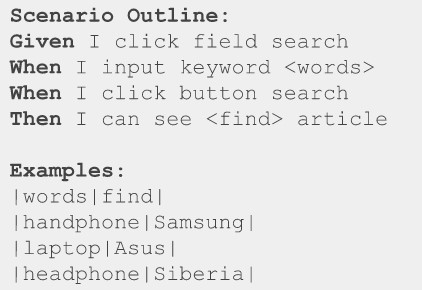 Scenario Outline:
Given I click field search
When I input keyword <words>
When I click button search
Then I can see <find> article
Examples:
|words|find|
|handphone|Samsung|
|laptop|Asus|
|headphone|Siberia|